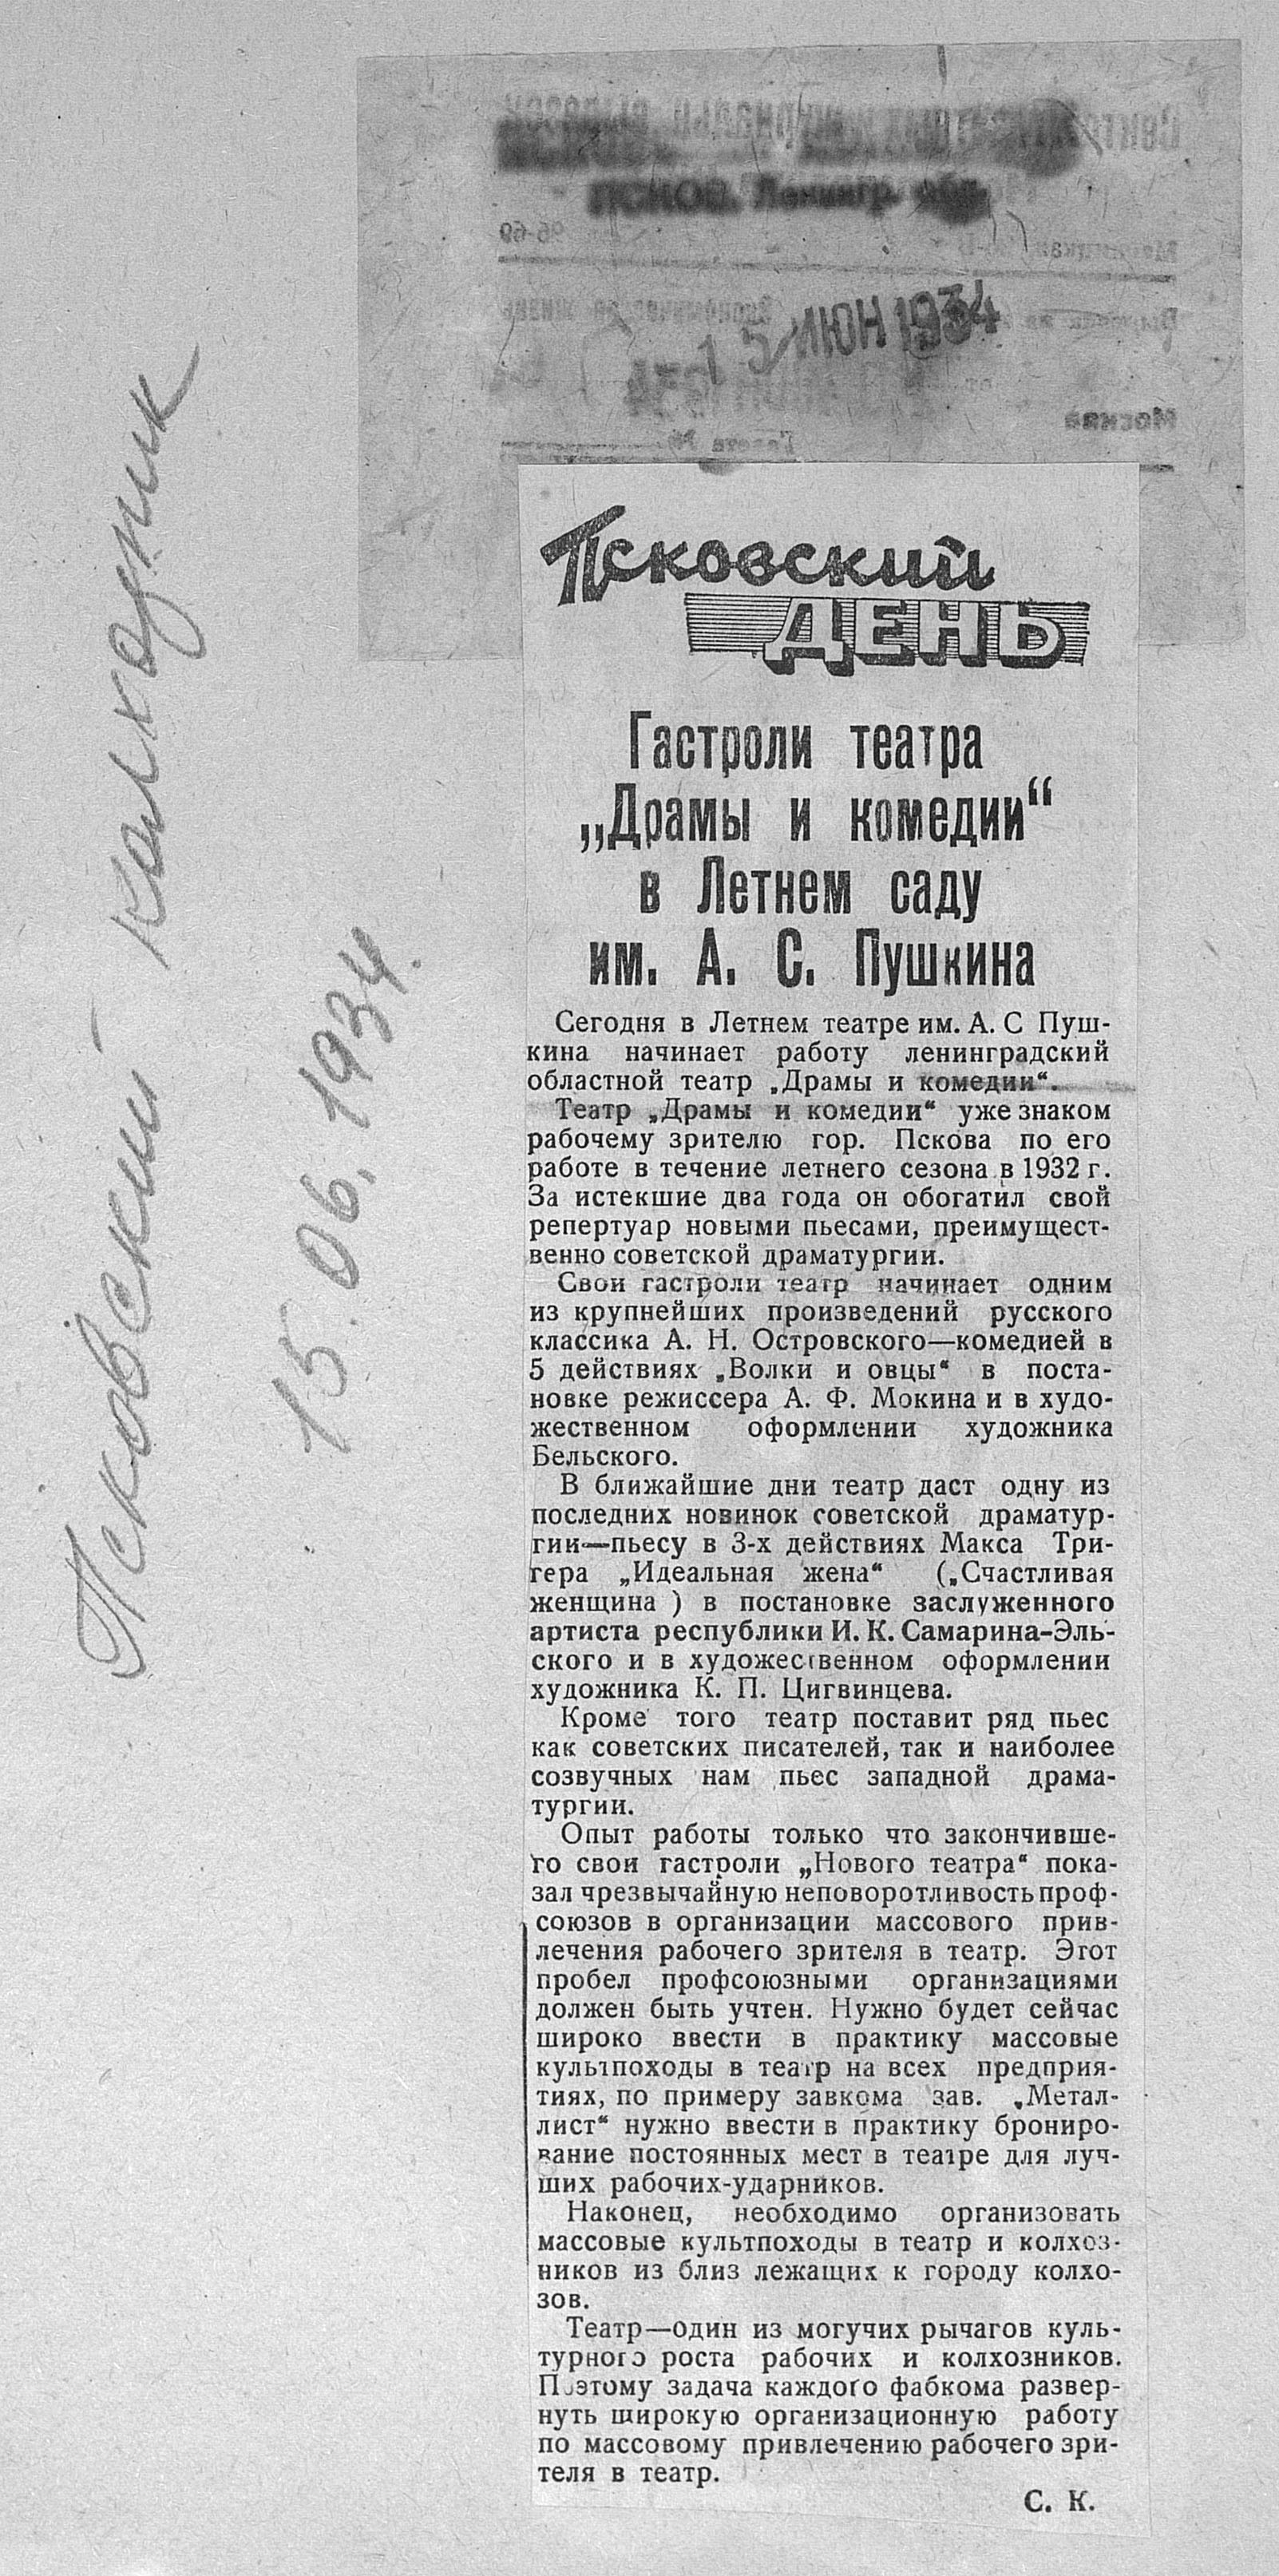 Псковский колхозник
15.06.1934.
ПСКОВ, Ленингр. обл.
15 ИЮН 1934
Псковский
ДЕНЬ
Гастроли театра
„Драмы и комедии“
в Летнем саду
им. А. С. Пушкина
Сегодня в Летнем театре им. А. С Пуш-
кина начинает работу ленинградский
областной театр „Драмы и комедии“.
Театр „Драмы и комедии“ уже знаком
рабочему зрителю гор. Пскова по его
работе в течение летнего сезона в 1932 г.
За истекшие два года он обогатил свой
репертуар новыми пьесами, преимущест-
венно советской драматургии.
Свои гастроли театр начинает одним
из крупнейших произведений русского
классика А. Н. Островского—комедией в
5 действиях „Волки и овцы“ в поста-
новке режиссера А. Ф. Мокина и в худо-
жественном оформлении художника
Бельского.
В ближайшие дни театр даст одну из
последних новинок советской драматур-
гии—пьесу в 3-х действиях Макса Три-
гера „Идеальная жена“ („Счастливая
женщина ) в постановке заслуженного
артиста республики И. К. Самарина-Эль-
ского и в художественном оформлении
художника К. П. Цигвинцева.
Кроме того театр поставит ряд пьес
как советских писателей, так и наиболее
созвучных нам пьес западной драма-
тургии.
Опыт работы только что закончивше-
го свои гастроли „Нового театра“ пока-
зал чрезвычайную неповоротливость проф-
союзов в организации массового прив-
лечения рабочего зрителя в театр. Этот
пробел профсоюзными организациями
должен быть учтен. Нужно будет сейчас
широко ввести в практику массовые
культпоходы в театр на всех предприя-
тиях, по примеру завкома зав. „Метал-
лист“ нужно ввести в практику брониро-
вание постоянных мест в театре для луч-
ших рабочих-ударников.
Наконец, необходимо организовать
массовые культпоходы в театр и колхоз-
ников из близ лежащих к городу колхо-
зов.
Театр—один из могучих рычагов куль-
турного роста рабочих и колхозников.
Поэтому задача каждого фабкома развер-
нуть широкую организационную работу
по массовому привлечению рабочего зри-
теля в театр.
С. К.